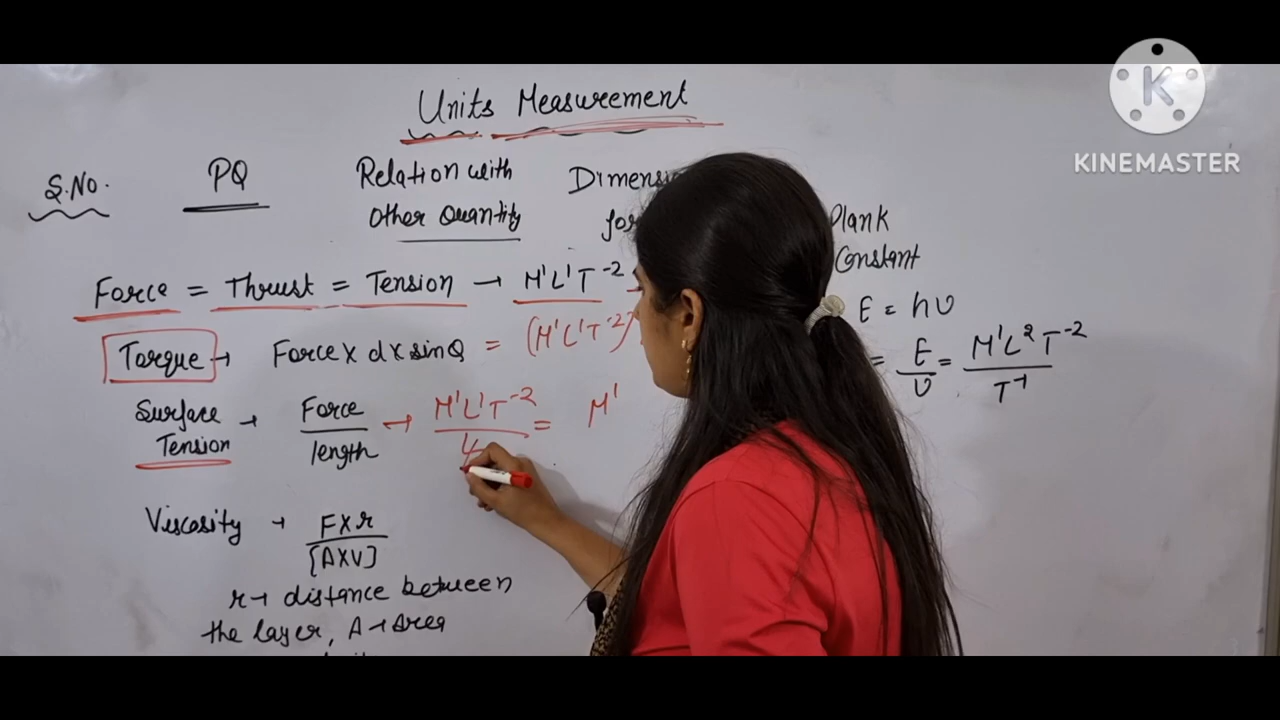 Units Measurement
KINEMASTER
S.No. PQ Relation with Other Quantity Dimensi
for
Plank Constant
Force = Thrust = Tension → M¹L¹T⁻²
E = hυ
Torque → Force x d x sinθ = (M¹L¹T⁻²)
= E/υ = M¹L²T⁻²/T⁻¹
Surface Tension → Force/length → M¹L¹T⁻²/L = M¹
Viscosity → F x r/[A x V]
r → distance between
the layer, A → Area